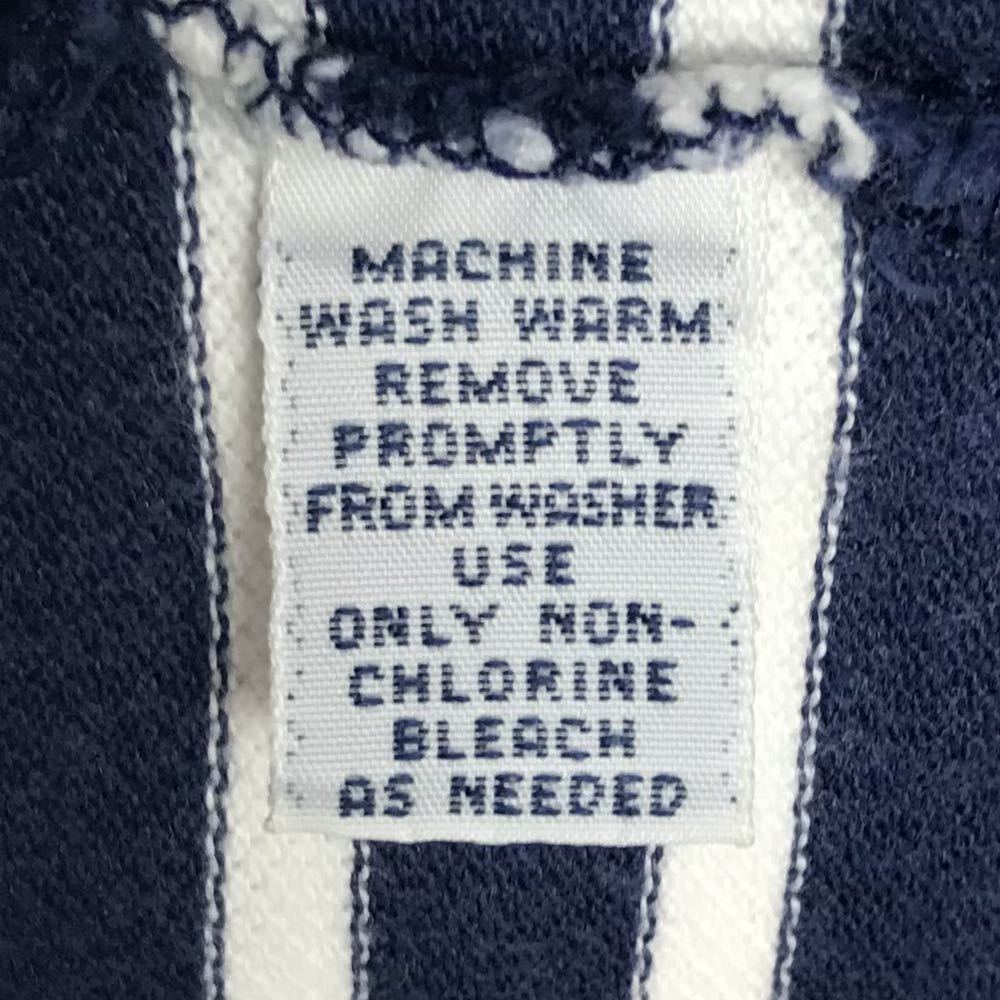 MACHINE
WASH WARM
REMOVE
PROMPTLY
FROM WASHER
USE
ONLY NON-
CHLORINE
BLEACH
AS NEEDED